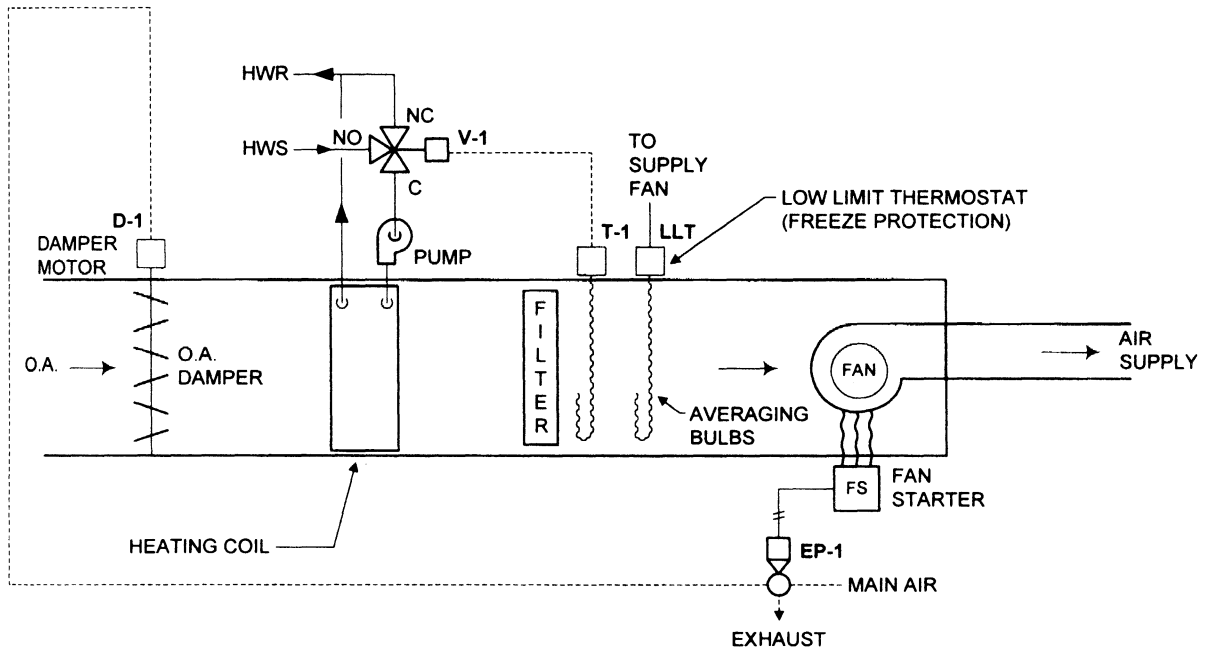 HWR
NC
NO
V-1
HWS
C
TO
SUPPLY
FAN
LOW LIMIT THERMOSTAT
(FREEZE PROTECTION)
D-1
DAMPER
MOTOR
PUMP
T-1
LLT
FILTER
O.A.
O.A.
DAMPER
FAN
AIR
SUPPLY
AVERAGING
BULBS
FS
FAN
STARTER
HEATING COIL
EP-1
MAIN AIR
EXHAUST